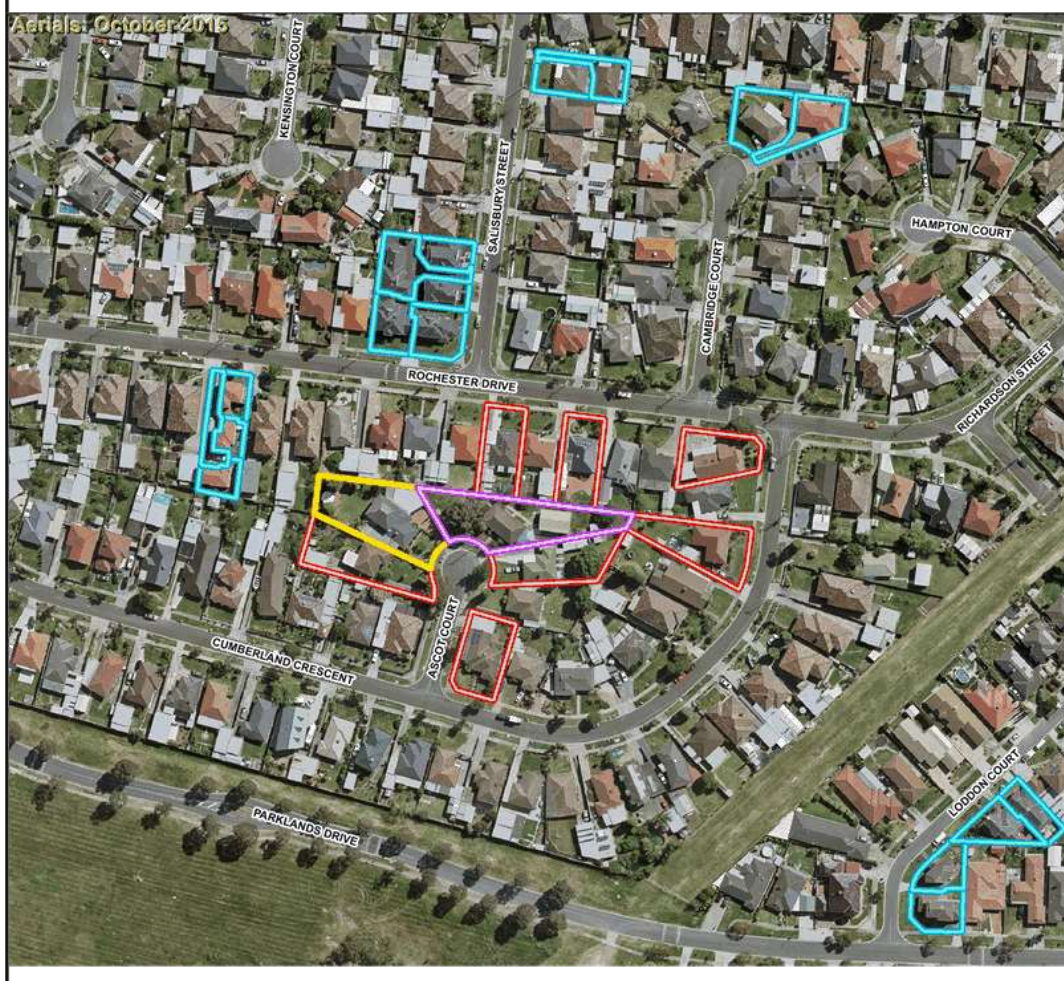 Aerials: October 2015
KENSINGTON COURT
SALISBURY STREET
HAMPTON COURT
CAMBRIDGE COURT
RICHARDSON STREET
ROCHESTER DRIVE
ASCOT COURT
CUMBERLAND CRESCENT
LODDON COURT
PARKLANDS DRIVE